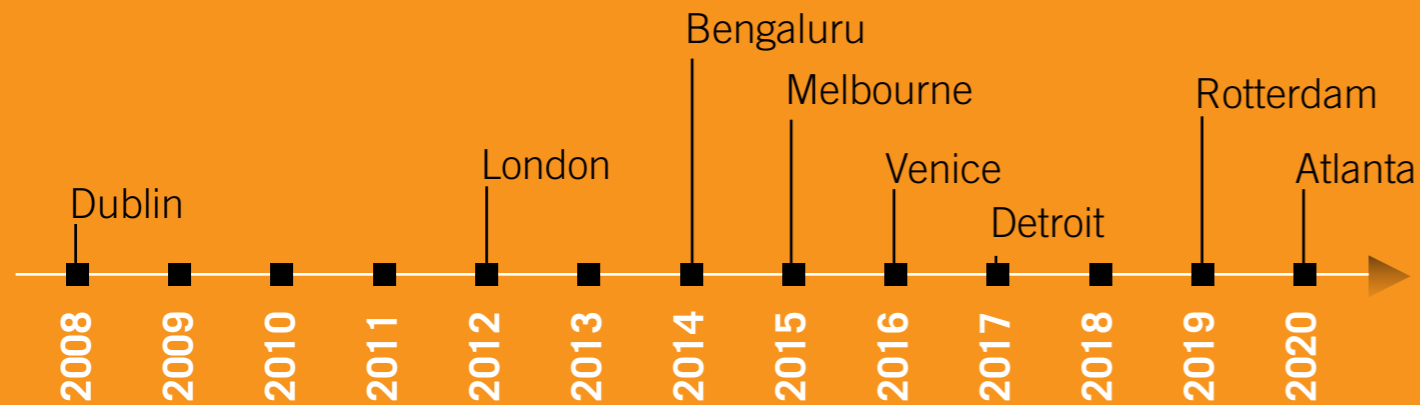 Bengaluru
Melbourne
Rotterdam
London
Venice
Atlanta
Dublin
Detroit
2008
2009
2010
2011
2012
2013
2014
2015
2016
2017
2018
2019
2020